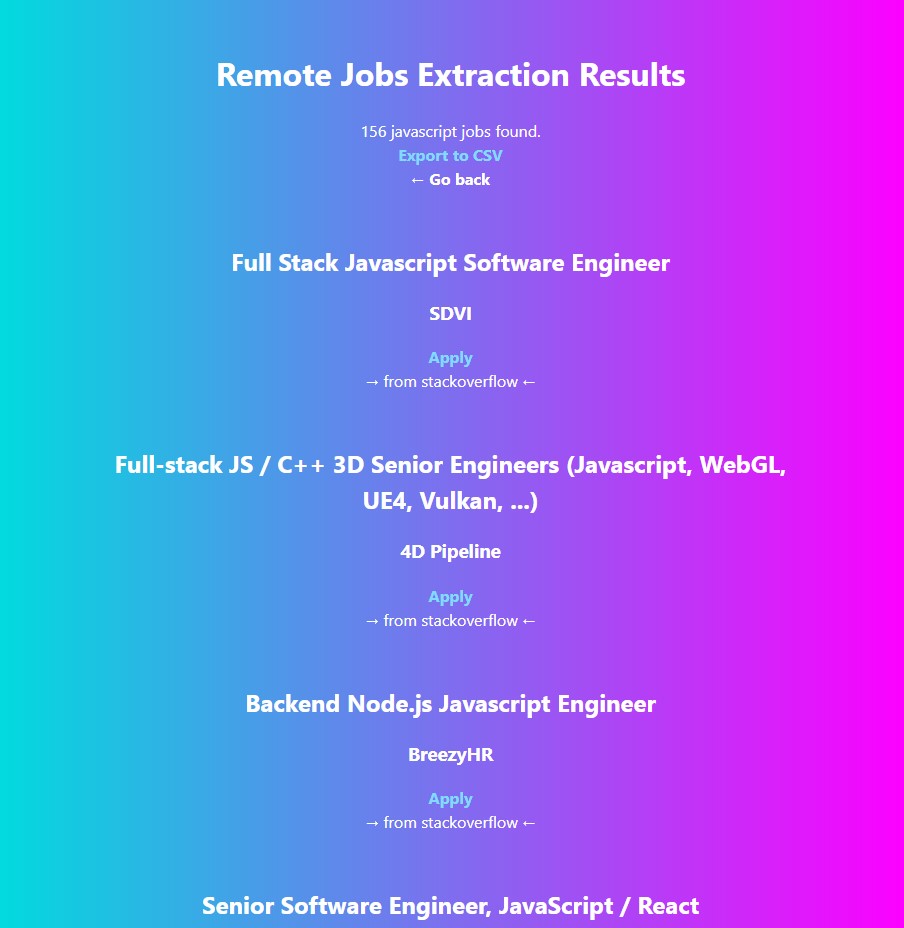 Remote Jobs Extraction Results
156 javascript jobs found.
Export to CSV
← Go back
Full Stack Javascript Software Engineer
SDVI
Apply
→ from stackoverflow ←
Full-stack JS / C++ 3D Senior Engineers (Javascript, WebGL,
UE4, Vulkan, ...)
4D Pipeline
Apply
→ from stackoverflow ←
Backend Node.js Javascript Engineer
BreezyHR
Apply
→ from stackoverflow ←
Senior Software Engineer, JavaScript / React